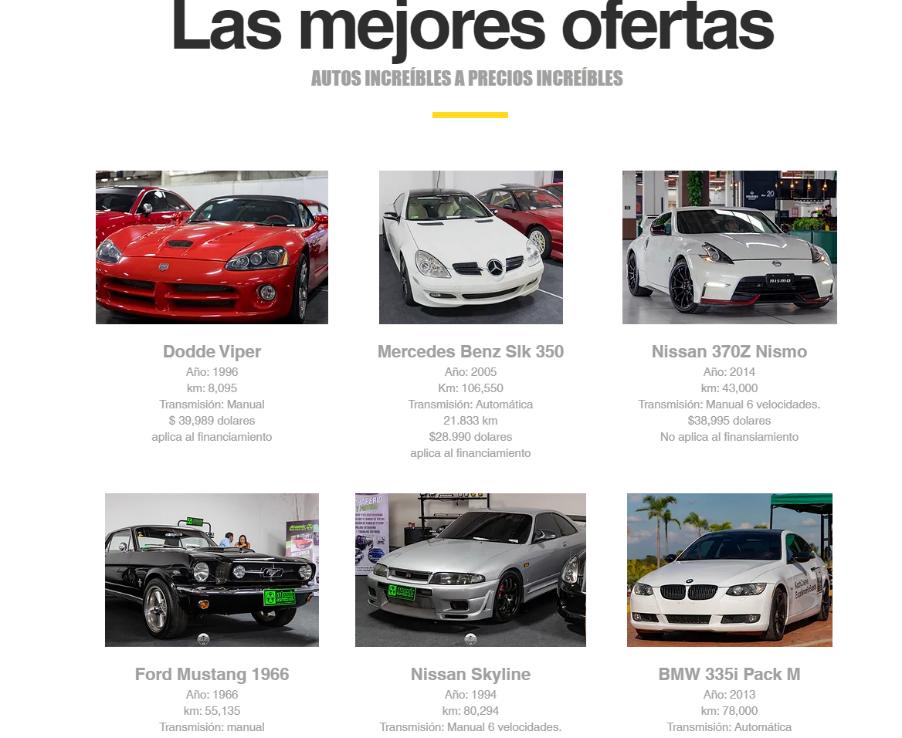 Las mejores ofertas
AUTOS INCREÍBLES A PRECIOS INCREÍBLES
Dodde Viper
Año: 1996
km: 8,095
Transmisión: Manual
$ 39,989 dolares
aplica al financiamiento
Mercedes Benz Slk 350
Año: 2005
Km: 106,550
Transmisión: Automática
21.833 km
$28.990 dolares
aplica al financiamiento
Nissan 370Z Nismo
Año: 2014
km: 43,000
Transmisión: Manual 6 velocidades.
$38,995 dolares
No aplica al finansiamiento
Ford Mustang 1966
Año: 1966
km: 55,135
Transmisión: manual
Nissan Skyline
Año: 1994
km: 80,294
Transmisión: Manual 6 velocidades.
BMW 335i Pack M
Año: 2013
km: 78,000
Transmisión: Automática